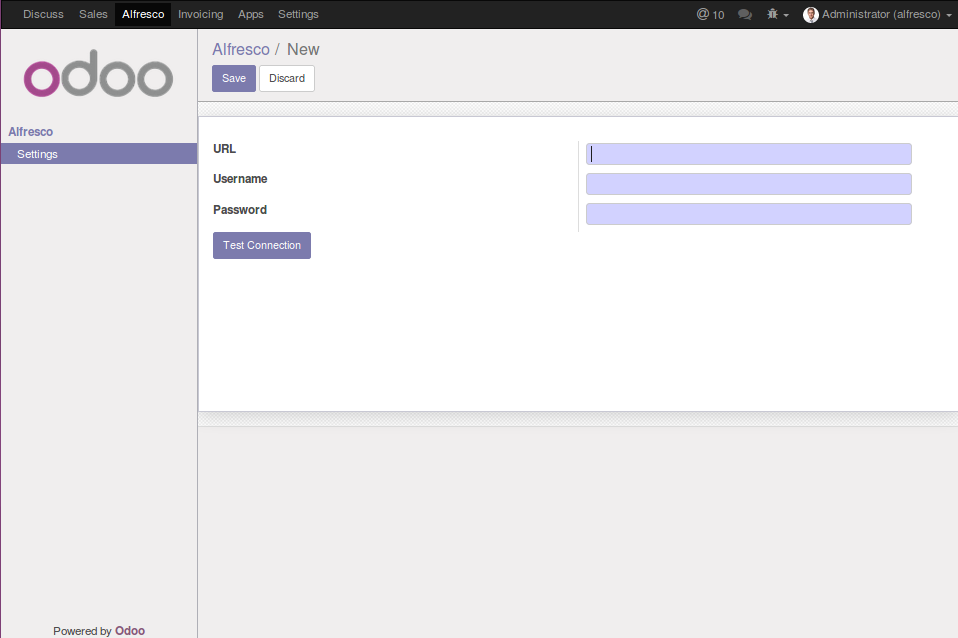 Discuss Sales Alfresco Invoicing Apps Settings @ 10 Administrator (alfresco)
odoo
Alfresco / New
Save Discard
Alfresco
Settings
URL
Username
Password
Test Connection
Powered by Odoo